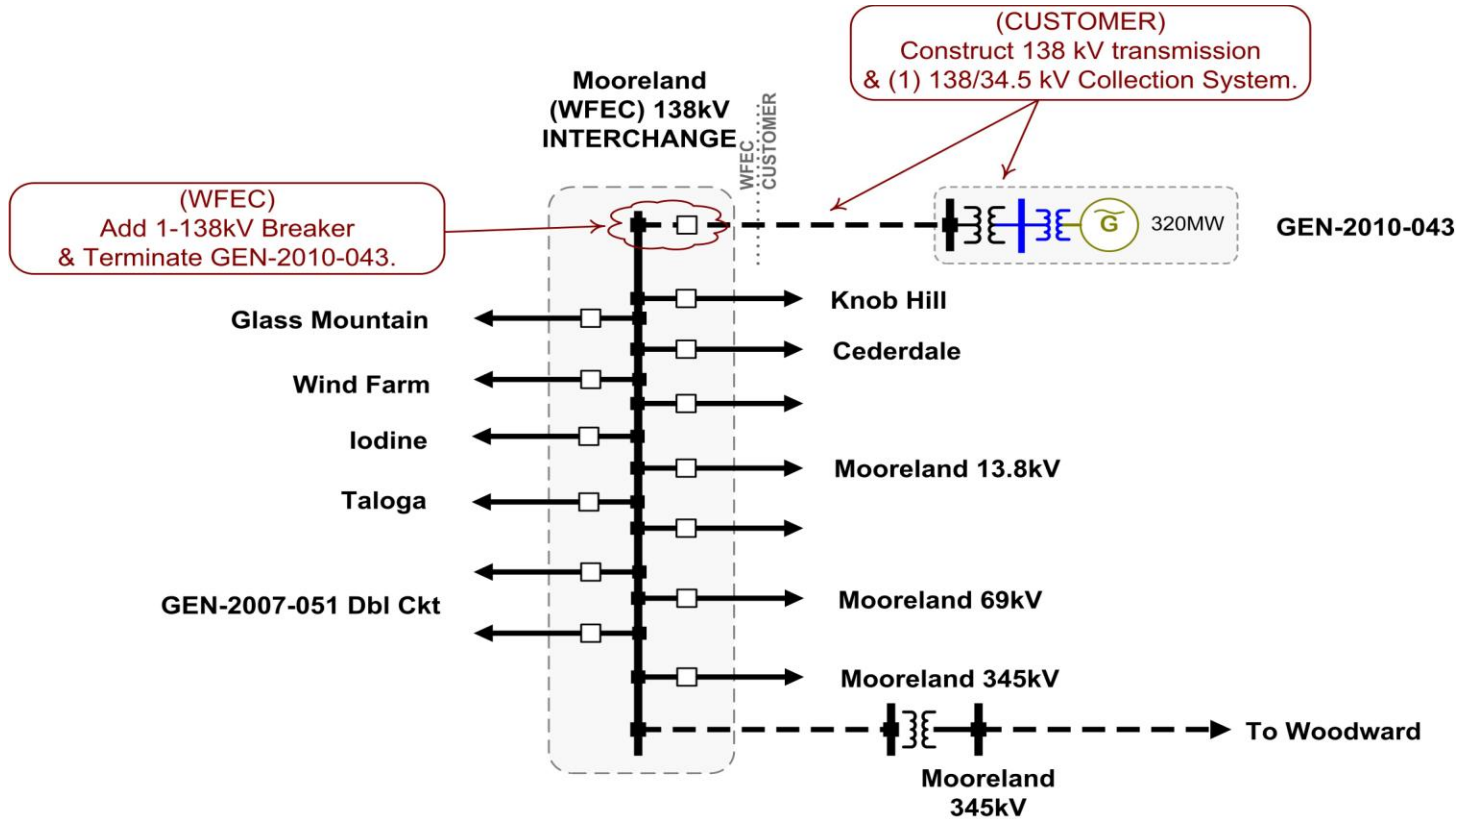 (CUSTOMER)
Construct 138 kV transmission
& (1) 138/34.5 kV Collection System.
Mooreland
(WFEC) 138kV
INTERCHANGE
WFEC
CUSTOMER
(WFEC)
Add 1-138kV Breaker
& Terminate GEN-2010-043.
G
320MW
GEN-2010-043
Knob Hill
Glass Mountain
Cederdale
Wind Farm
Iodine
Mooreland 13.8kV
Taloga
Mooreland 69kV
GEN-2007-051 Dbl Ckt
Mooreland 345kV
To Woodward
Mooreland
345kV